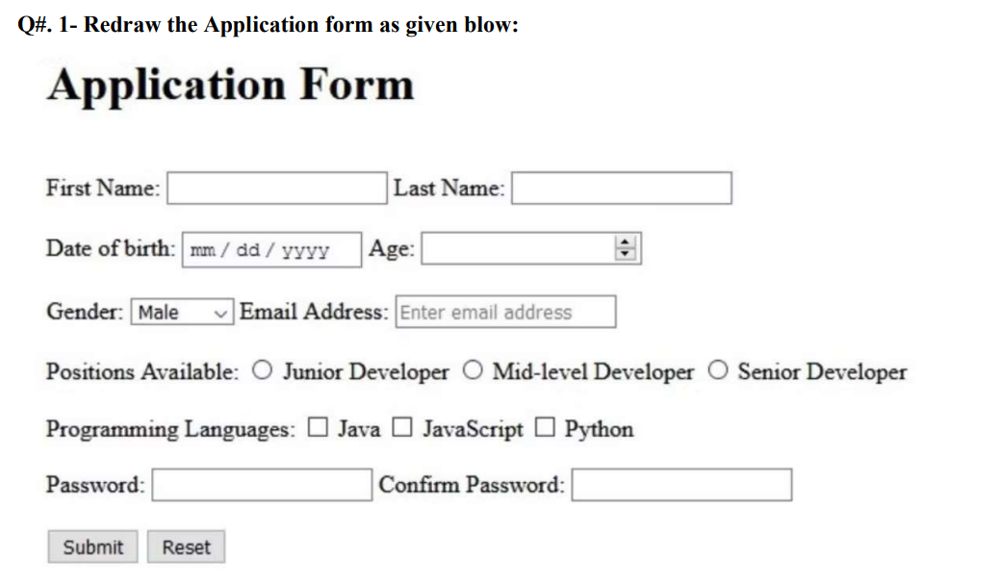 Q#. 1- Redraw the Application form as given blow:
Application Form
First Name: Last Name:
Date of birth: mm / dd / yyyy Age:
Gender: Male Email Address: Enter email address
Positions Available: Junior Developer Mid-level Developer Senior Developer
Programming Languages: Java JavaScript Python
Password: Confirm Password:
Submit Reset